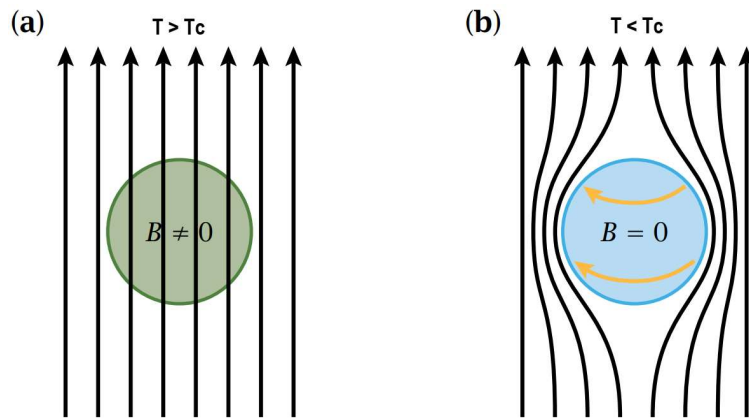 (a)
T > Tc
B ≠ 0
(b)
T < Tc
B = 0